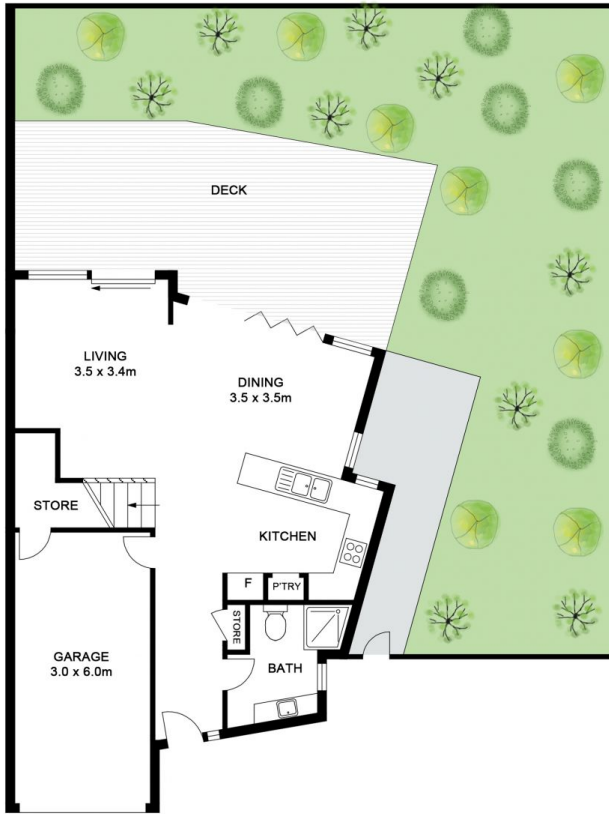 DECK
LIVING
3.5 x 3.4m
DINING
3.5 x 3.5m
STORE
KITCHEN
F
P'TRY
STORE
GARAGE
3.0 x 6.0m
BATH